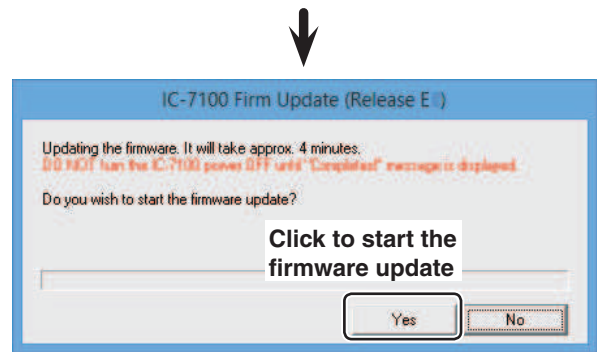 IC-7100 Firm Update (Release E )
Updating the firmware. It will take approx. 4 minutes.
DO NOT turn the IC-7100 power OFF until "Completed" message is displayed.
Do you wish to start the firmware update?
Click to start the
firmware update
Yes No